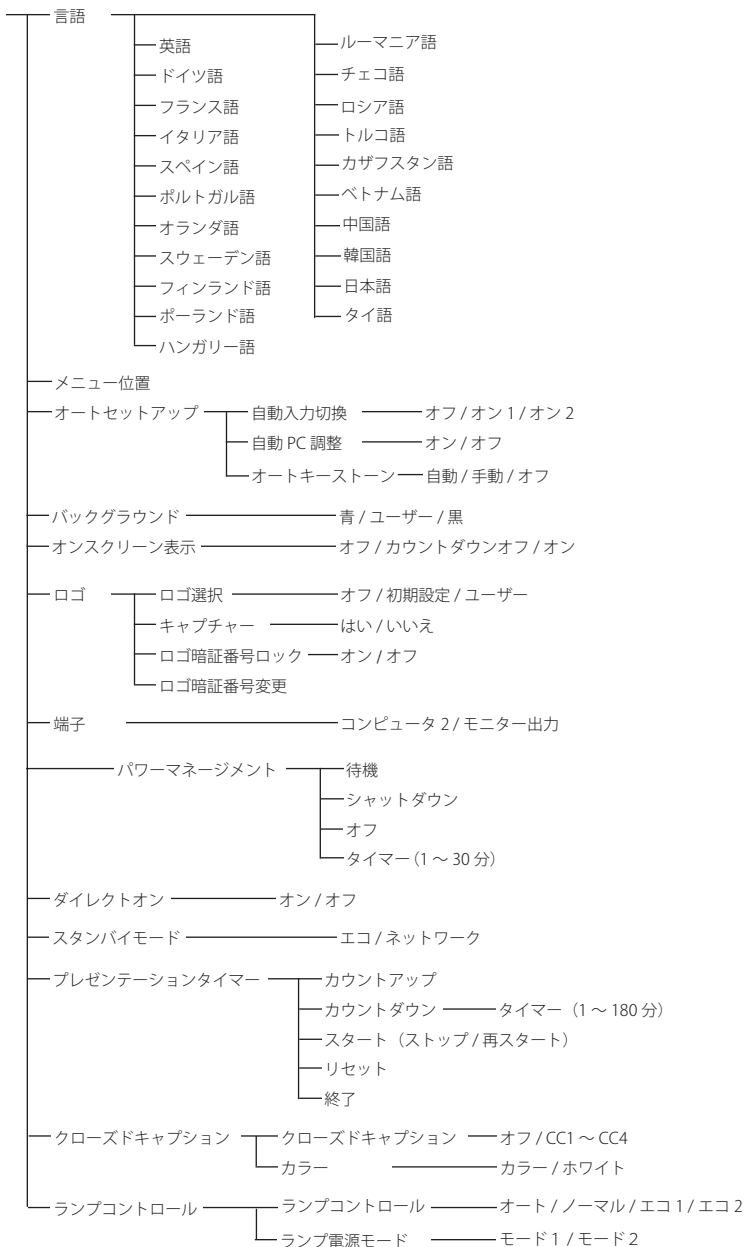 言語
英語
ドイツ語
フランス語
イタリア語
スペイン語
ポルトガル語
オランダ語
スウェーデン語
フィンランド語
ポーランド語
ハンガリー語
ルーマニア語
チェコ語
ロシア語
トルコ語
カザフスタン語
ベトナム語
中国語
韓国語
日本語
タイ語
メニュー位置
オートセットアップ 自動入力切換 オフ / オン 1 / オン 2
自動 PC 調整 オン / オフ
オートキーストーン 自動 / 手動 / オフ
バックグラウンド 青 / ユーザー / 黒
オンスクリーン表示 オフ / カウントダウンオフ / オン
ロゴ ロゴ選択 オフ / 初期設定 / ユーザー
キャプチャー はい / いいえ
ロゴ暗証番号ロック オン / オフ
ロゴ暗証番号変更
端子 コンピュータ 2 / モニター出力
パワーマネージメント 待機
シャットダウン
オフ
タイマー（1 ～ 30 分）
ダイレクトオン オン / オフ
スタンバイモード エコ / ネットワーク
プレゼンテーションタイマー カウントアップ
カウントダウン タイマー（1 ～ 180 分）
スタート（ストップ / 再スタート）
リセット
終了
クローズドキャプション クローズドキャプション オフ / CC1 ～ CC4
カラー カラー / ホワイト
ランプコントロール ランプコントロール オート / ノーマル / エコ 1 / エコ 2
ランプ電源モード モード 1 / モード 2